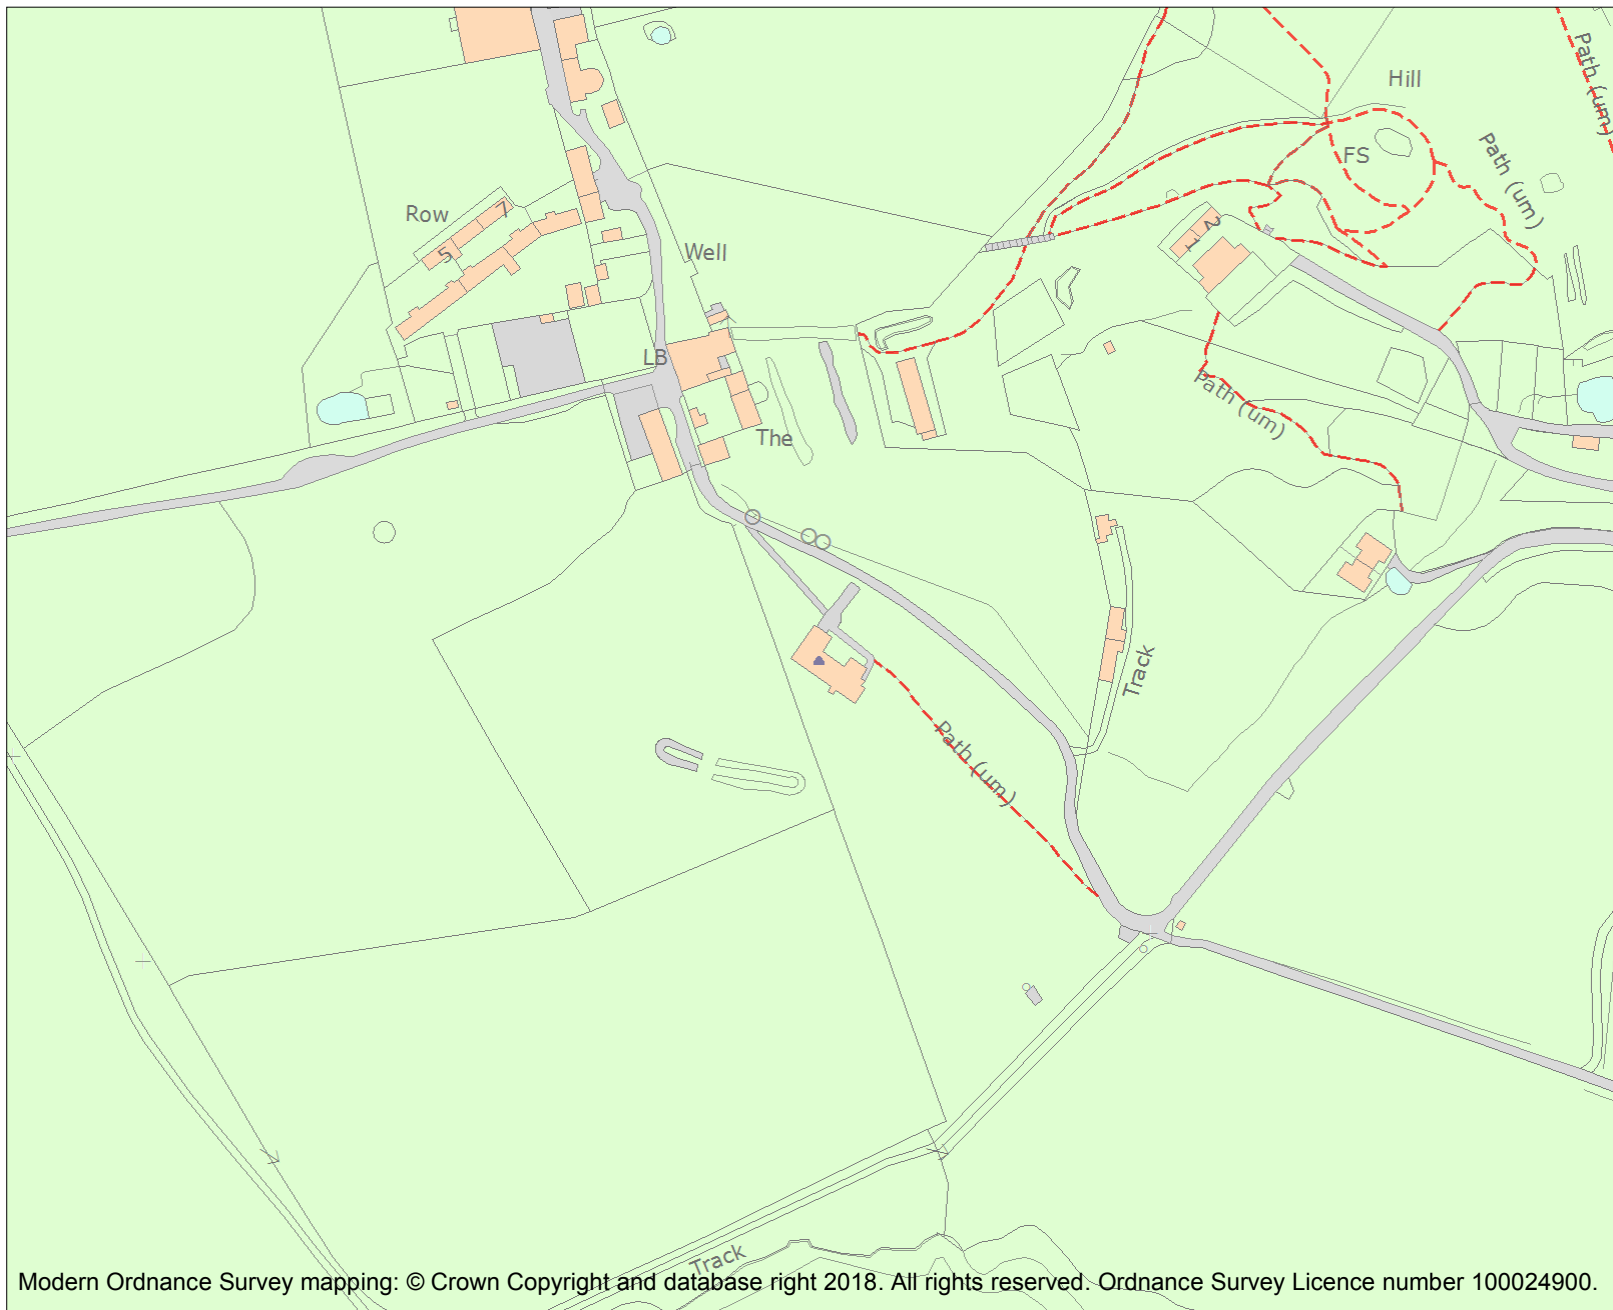 Hill
Path (um)
FS
Path (um)
Row
7
2
1
5
Well
LB
Path (um)
The
Track
Path (um)
Track
Modern Ordnance Survey mapping: © Crown Copyright and database right 2018. All rights reserved. Ordnance Survey Licence number 100024900.